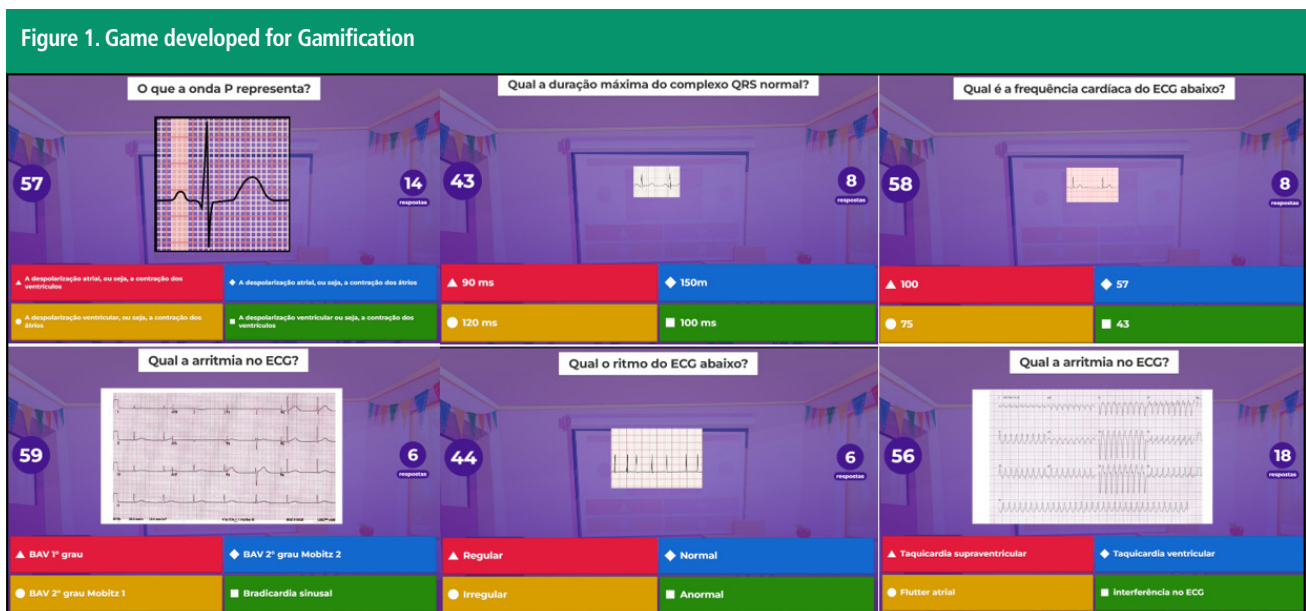 Figure 1. Game developed for Gamification
O que a onda P representa?
57
14
respostas
A despolarização atrial, ou seja, a contração dos
ventrículos
A despolarização atrial, ou seja, a contração dos átrios
A despolarização ventricular, ou seja, a contração dos
átrios
A despolarização ventricular ou seja, a contração dos
ventrículos
Qual a duração máxima do complexo QRS normal?
43
8
respostas
90 ms
150m
120 ms
100 ms
Qual é a frequência cardíaca do ECG abaixo?
58
8
respostas
100
57
75
43
Qual a arritmia no ECG?
59
6
respostas
BAV 1º grau
BAV 2º grau Mobitz 2
BAV 2º grau Mobitz 1
Bradicardia sinusal
Qual o ritmo do ECG abaixo?
44
6
respostas
Regular
Normal
Irregular
Anormal
Qual a arritmia no ECG?
56
18
respostas
Taquicardia supraventricular
Taquicardia ventricular
Flutter atrial
interferência no ECG